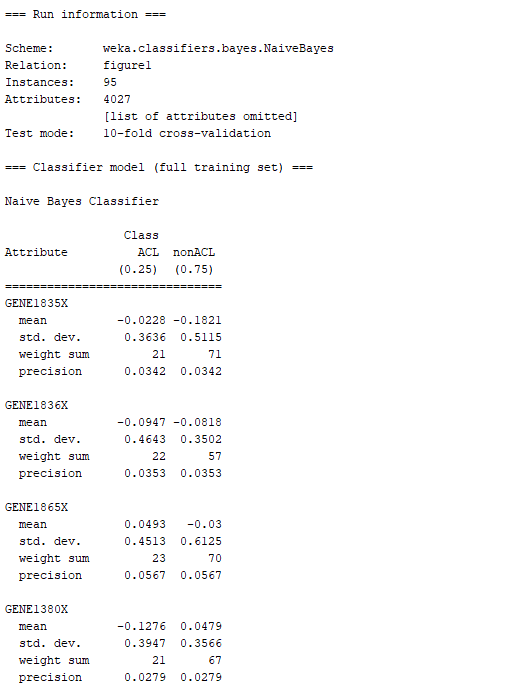 === Run information ===
Scheme: weka.classifiers.bayes.NaiveBayes
Relation: figure1
Instances: 95
Attributes: 4027
[list of attributes omitted]
Test mode: 10-fold cross-validation
=== Classifier model (full training set) ===
Naive Bayes Classifier
Class
Attribute ACL nonACL
(0.25) (0.75)
================================
GENE1835X
mean -0.0228 -0.1821
std. dev. 0.3636 0.5115
weight sum 21 71
precision 0.0342 0.0342
GENE1836X
mean -0.0947 -0.0818
std. dev. 0.4643 0.3502
weight sum 22 57
precision 0.0353 0.0353
GENE1865X
mean 0.0493 -0.03
std. dev. 0.4513 0.6125
weight sum 23 70
precision 0.0567 0.0567
GENE1380X
mean -0.1276 0.0479
std. dev. 0.3947 0.3566
weight sum 21 67
precision 0.0279 0.0279